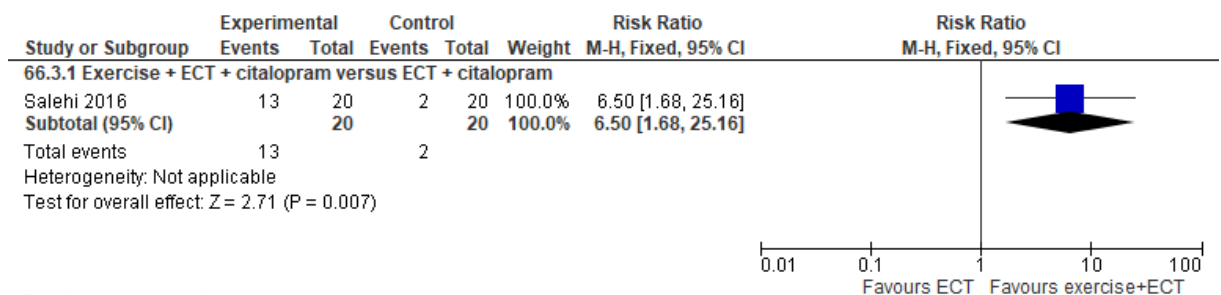 Experimental Control Risk Ratio Risk Ratio
Study or Subgroup Events Total Events Total Weight M-H, Fixed, 95% CI M-H, Fixed, 95% CI
66.3.1 Exercise + ECT + citalopram versus ECT + citalopram
Salehi 2016 13 20 2 20 100.0% 6.50 [1.68, 25.16]
Subtotal (95% CI) 20 20 100.0% 6.50 [1.68, 25.16]
Total events 13 2
Heterogeneity: Not applicable
Test for overall effect: Z = 2.71 (P = 0.007)
0.01 0.1 1 10 100
Favours ECT Favours exercise+ECT